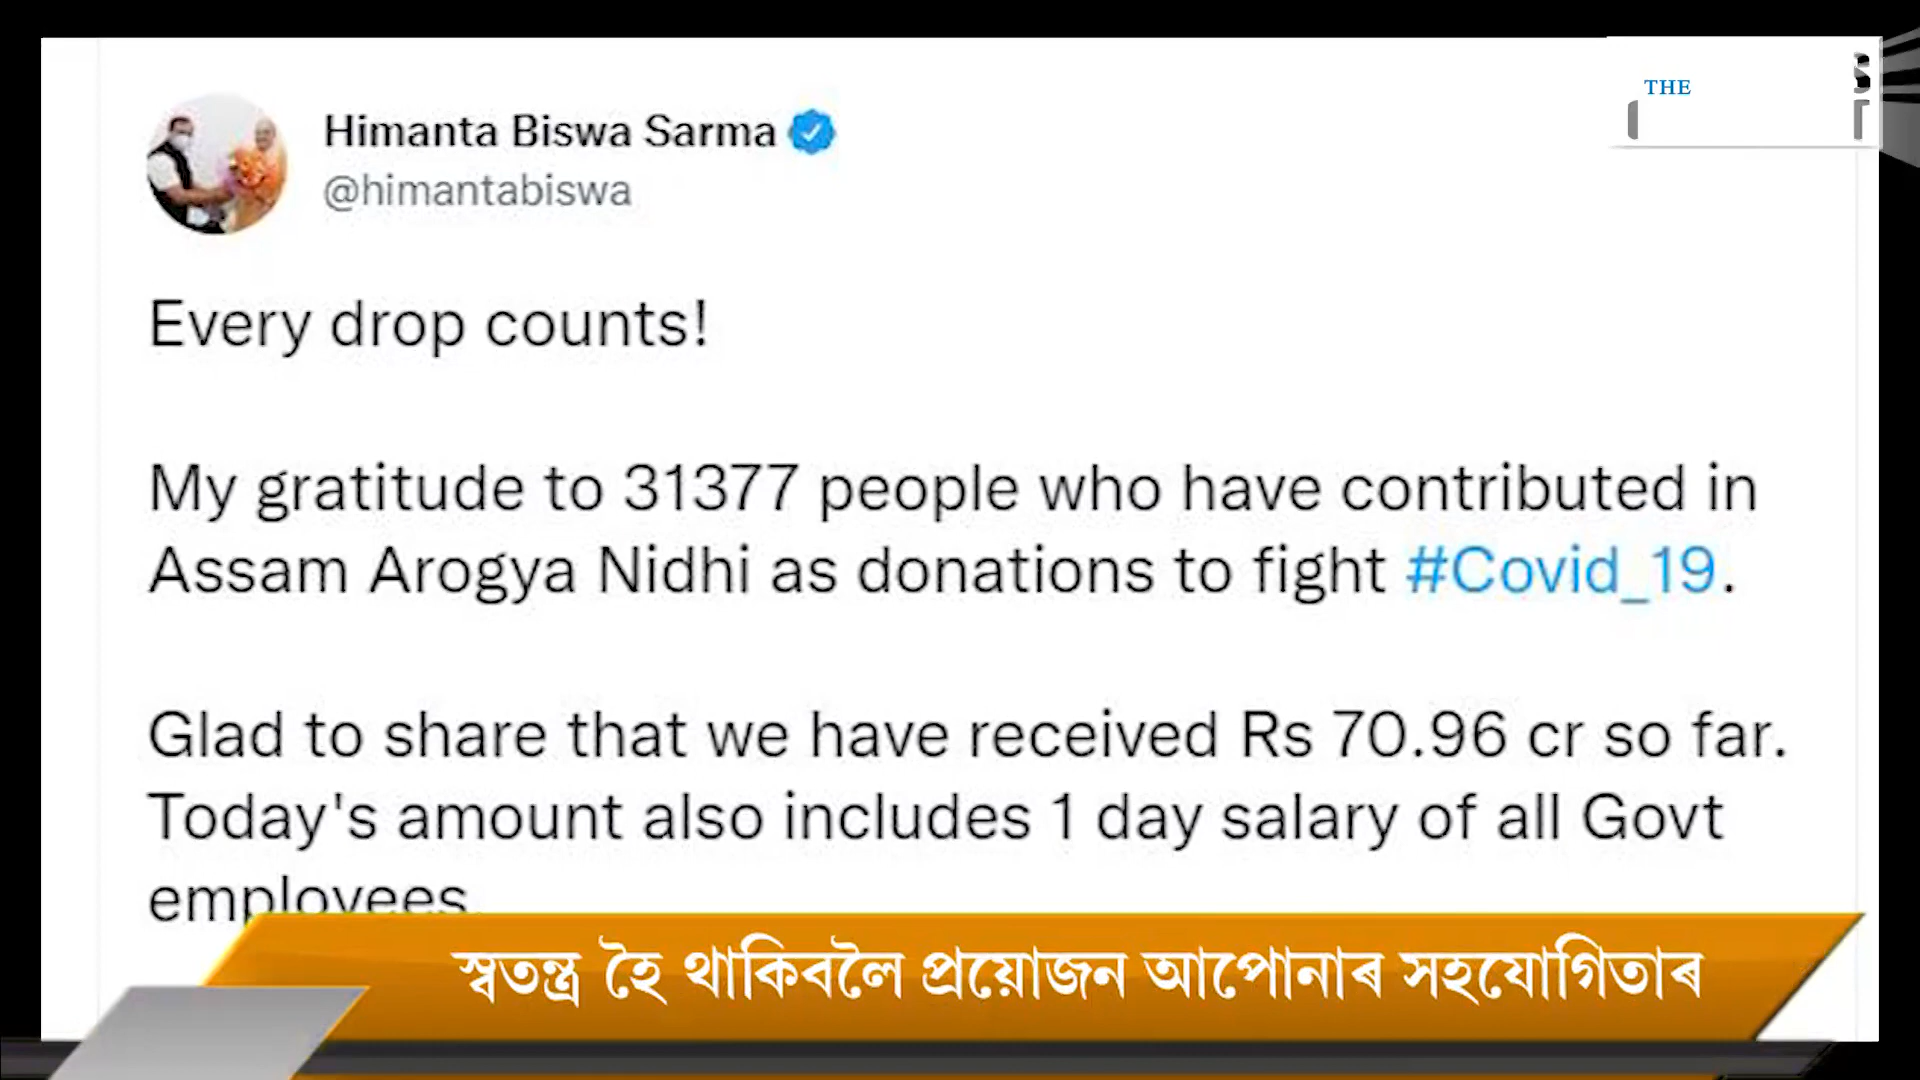 THE
Himanta Biswa Sarma
@himantabiswa
Every drop counts!
My gratitude to 31377 people who have contributed in
Assam Arogya Nidhi as donations to fight #Covid_19.
Glad to share that we have received Rs 70.96 cr so far.
Today's amount also includes 1 day salary of all Govt
employees.
স্বতন্ত্ৰ হৈ থাকিবলৈ প্ৰয়োজন আপোনাৰ সহযোগিতাৰ